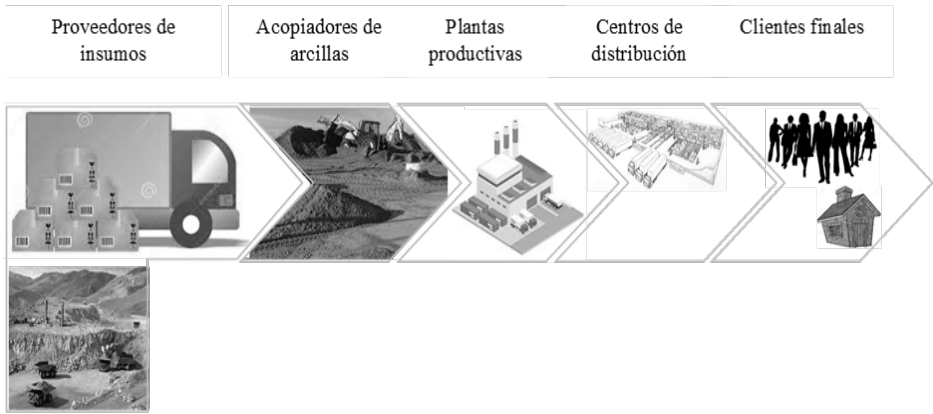 Proveedores de
insumos
Acopiadores de
arcillas
Plantas
productivas
Centros de
distribución
Clientes finales